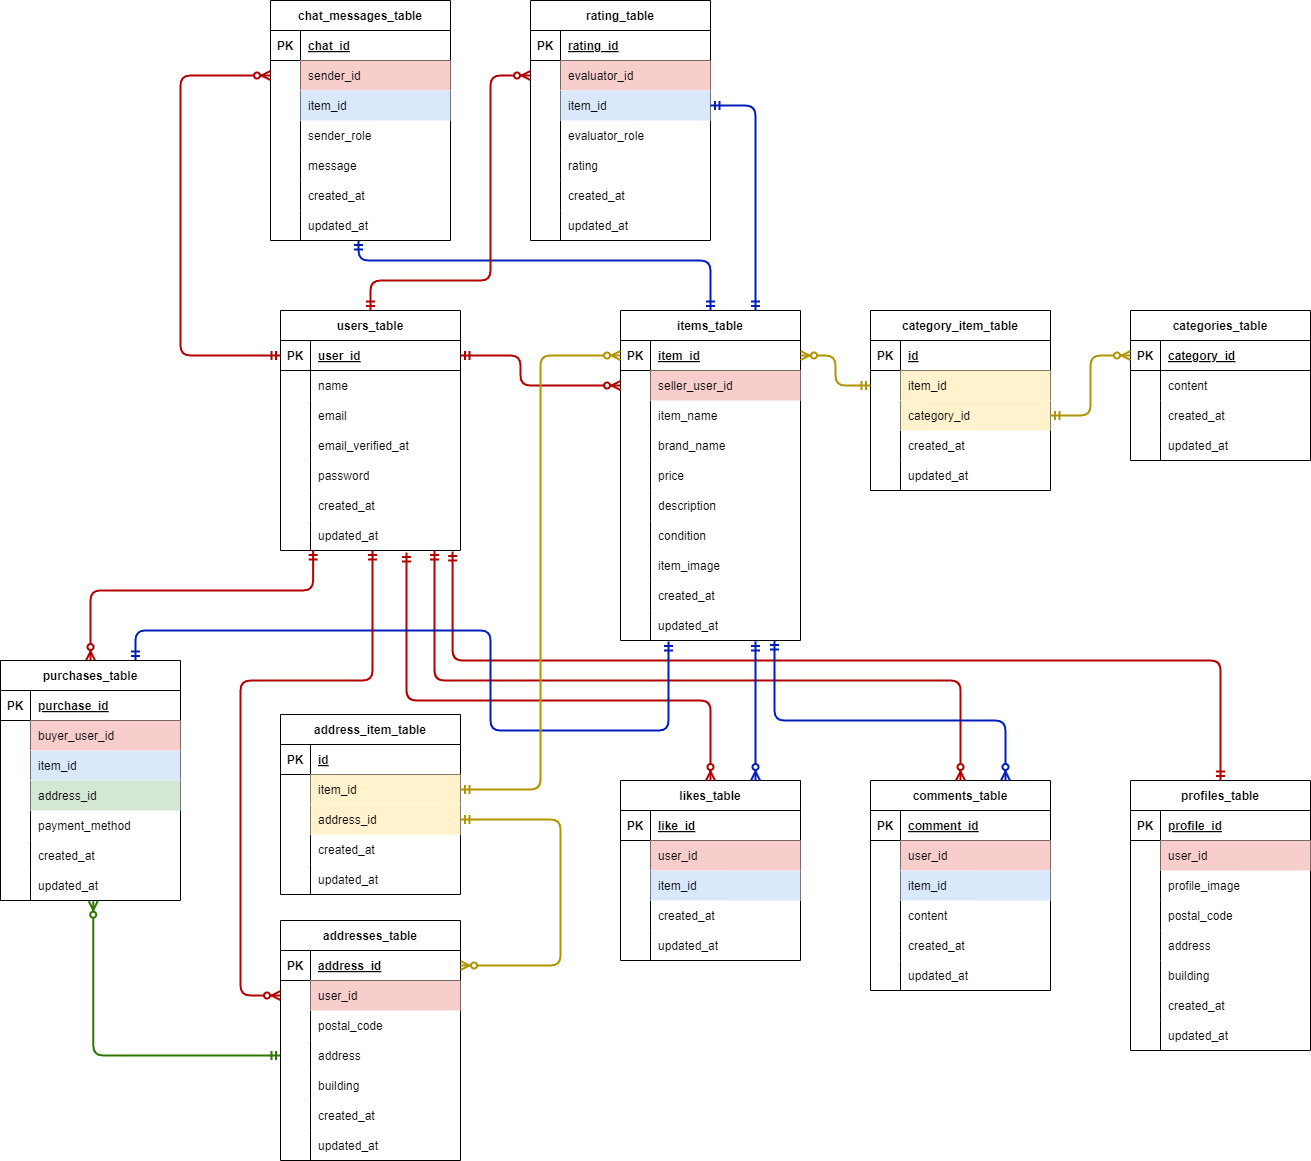 chat_messages_table
PK chat_id
sender_id
item_id
sender_role
message
created_at
updated_at
rating_table
PK rating_id
evaluator_id
item_id
evaluator_role
rating
created_at
updated_at
users_table
PK user_id
name
email
email_verified_at
password
created_at
updated_at
items_table
PK item_id
seller_user_id
item_name
brand_name
price
description
condition
item_image
created_at
updated_at
category_item_table
PK id
item_id
category_id
created_at
updated_at
categories_table
PK category_id
content
created_at
updated_at
purchases_table
PK purchase_id
buyer_user_id
item_id
address_id
payment_method
created_at
updated_at
address_item_table
PK id
item_id
address_id
created_at
updated_at
addresses_table
PK address_id
user_id
postal_code
address
building
created_at
updated_at
likes_table
PK like_id
user_id
item_id
created_at
updated_at
comments_table
PK comment_id
user_id
item_id
content
created_at
updated_at
profiles_table
PK profile_id
user_id
profile_image
postal_code
address
building
created_at
updated_at